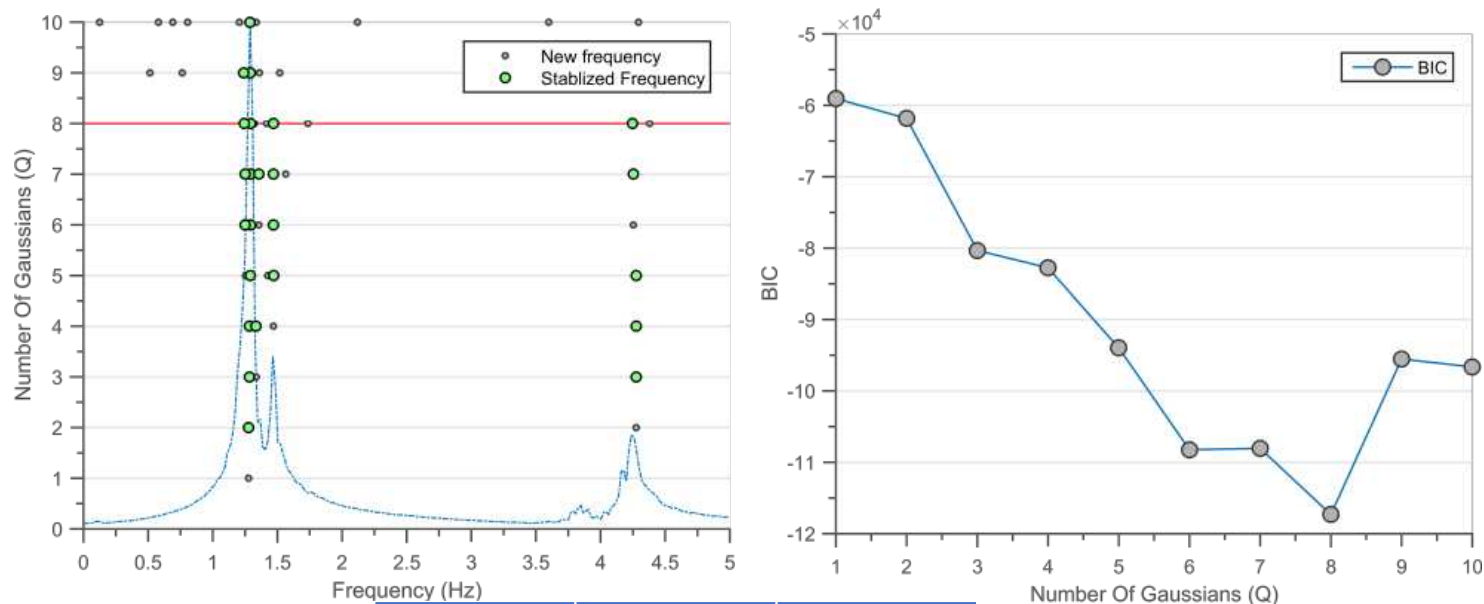 10
9
8
7
6
5
4
3
2
1
0
Number Of Gaussians (Q)
New frequency
Stablized Frequency
0 0.5 1 1.5 2 2.5 3 3.5 4 4.5 5
Frequency (Hz)
×10⁴
-5
-6
-7
-8
-9
-10
-11
-12
BIC
BIC
1 2 3 4 5 6 7 8 9 10
Number Of Gaussians (Q)